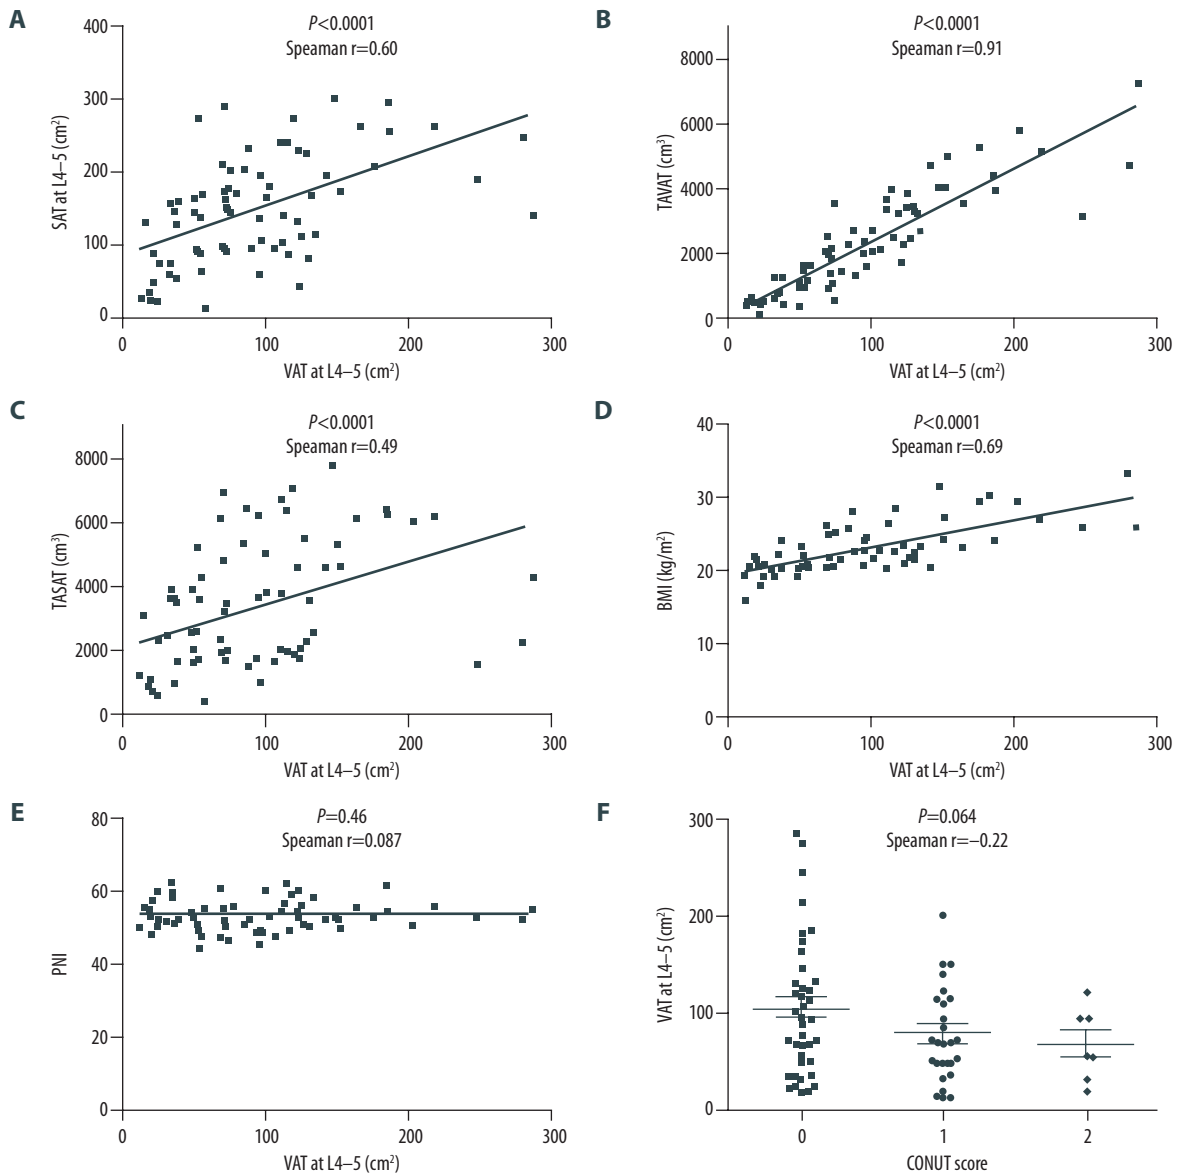 A
P<0.0001
Speaman r=0.60
400
300
200
100
0
SAT at L4–5 (cm²)
0 100 200 300
VAT at L4–5 (cm²)
B
P<0.0001
Speaman r=0.91
8000
6000
4000
2000
0
TAVAT (cm³)
0 100 200 300
VAT at L4–5 (cm²)
C
P<0.0001
Speaman r=0.49
8000
6000
4000
2000
0
TASAT (cm³)
0 100 200 300
VAT at L4–5 (cm²)
D
P<0.0001
Speaman r=0.69
40
30
20
10
0
BMI (kg/m²)
0 100 200 300
VAT at L4–5 (cm²)
E
P=0.46
Speaman r=0.087
80
60
40
20
0
PNI
0 100 200 300
VAT at L4–5 (cm²)
F
P=0.064
Speaman r=–0.22
300
200
100
0
VAT at L4–5 (cm²)
0 1 2
CONUT score